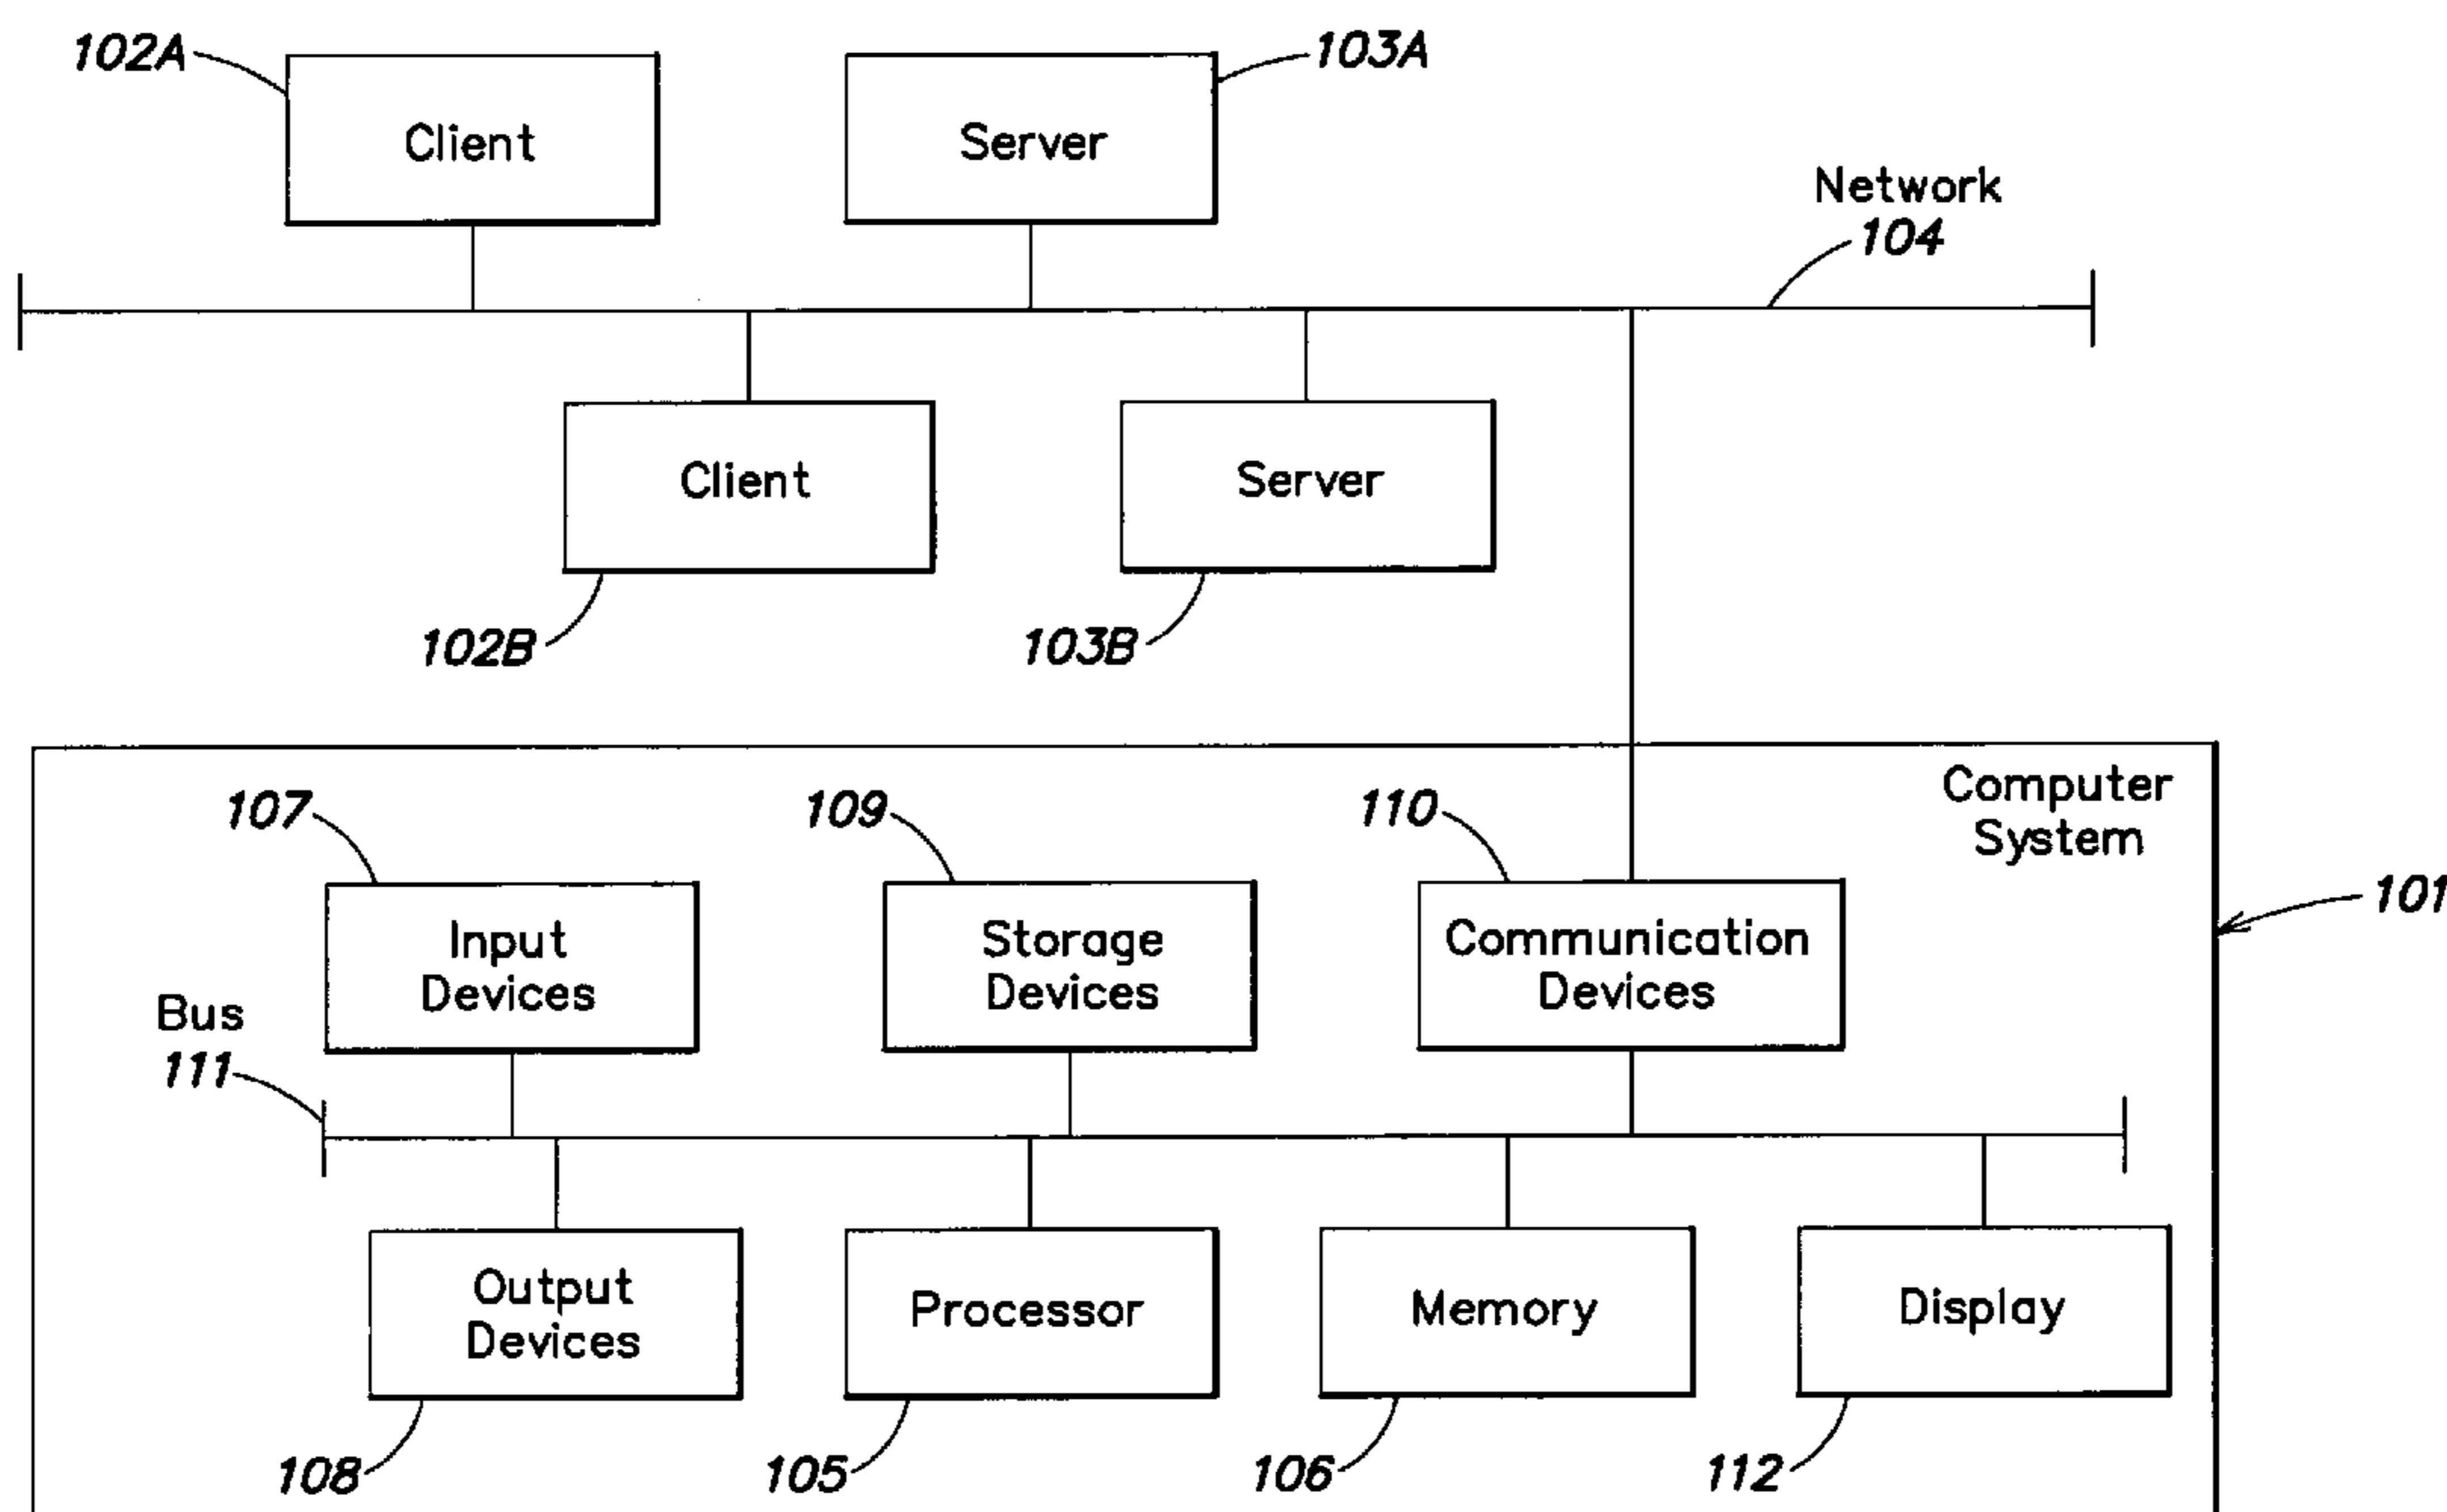 102A
103A
Client
Server
Network
104
Client
Server
102B
103B
Computer
System
107
109
110
101
Input
Devices
Storage
Devices
Communication
Devices
Bus
111
Output
Devices
Processor
Memory
Display
108
105
106
112